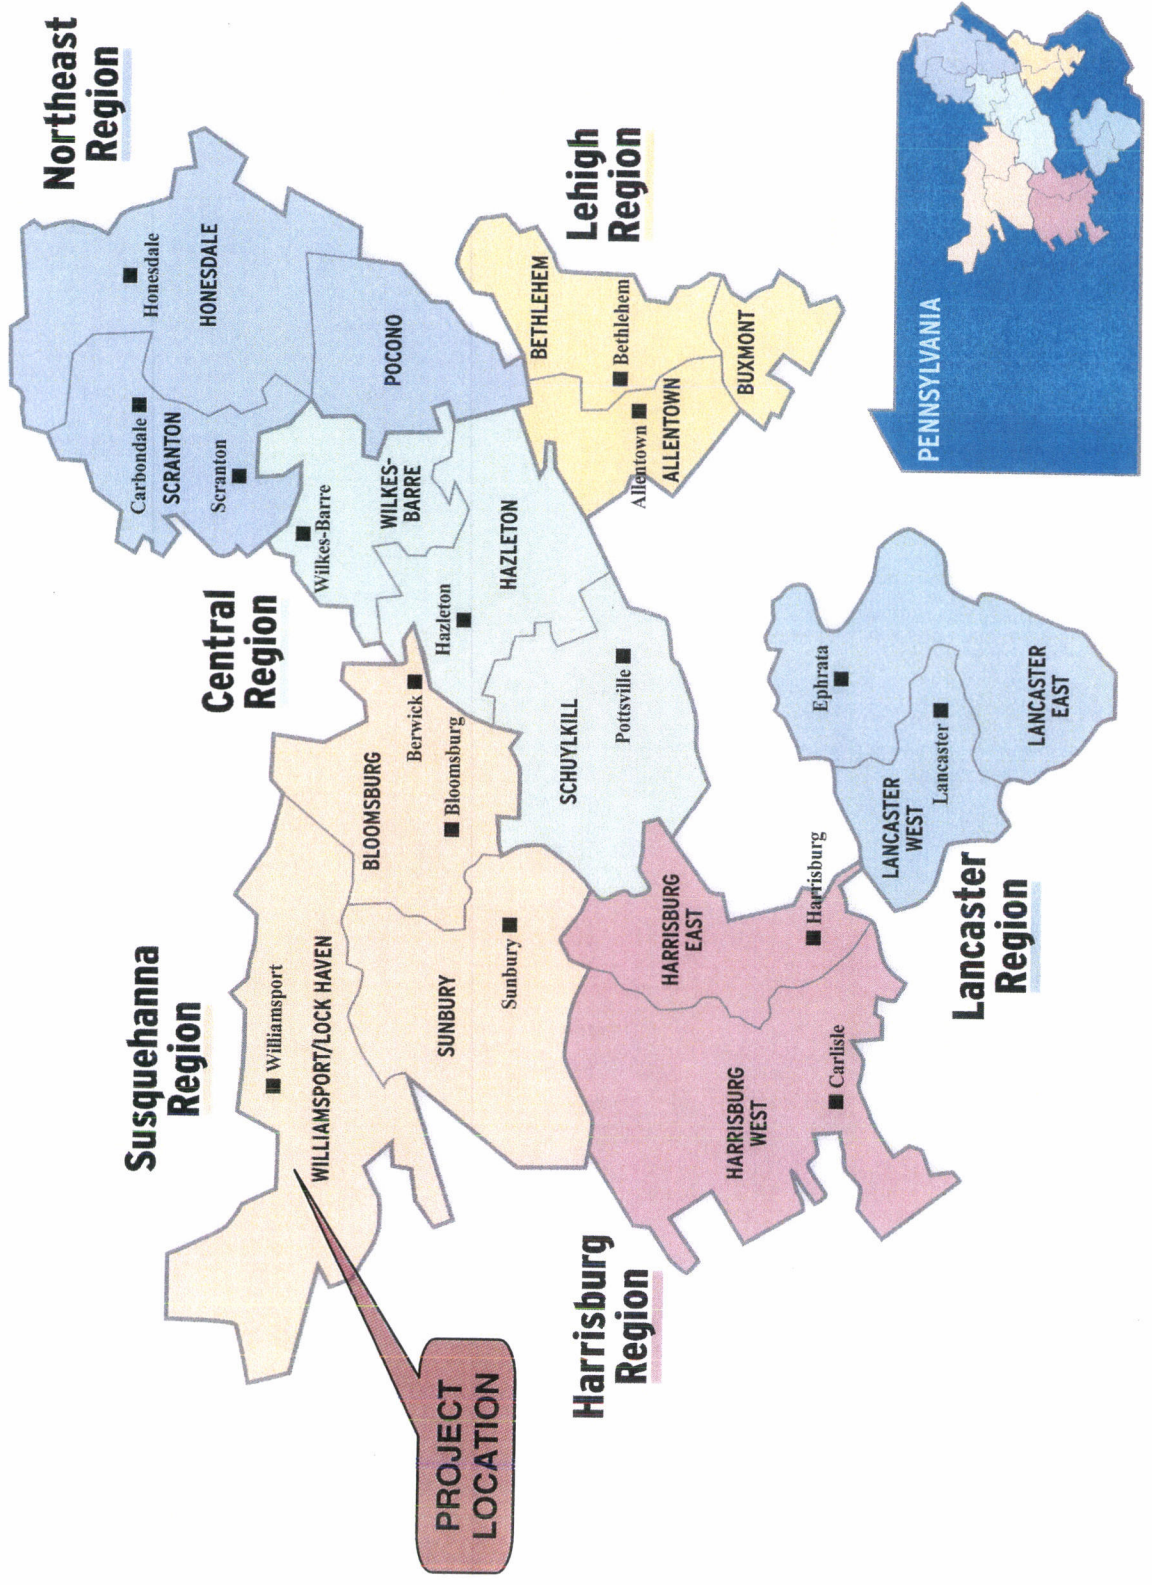 Northeast
Region
Honesdale
HONESDALE
Carbondale
SCRANTON
Scranton
POCONO
Central
Region
Wilkes-Barre
WILKES-
BARRE
Hazleton
HAZLETON
SCHUYLKILL
Pottsville
Lehigh
Region
BETHLEHEM
Bethlehem
Allentown
ALLENTOWN
BUXMONT
Susquehanna
Region
Williamsport
WILLIAMSPORT/LOCK HAVEN
BLOOMSBURG
Berwick
Bloomsburg
SUNBURY
Sunbury
PROJECT
LOCATION
Harrisburg
Region
HARRISBURG
EAST
Harrisburg
HARRISBURG
WEST
Carlisle
Lancaster
Region
Ephrata
LANCASTER
WEST
Lancaster
LANCASTER
EAST
PENNSYLVANIA